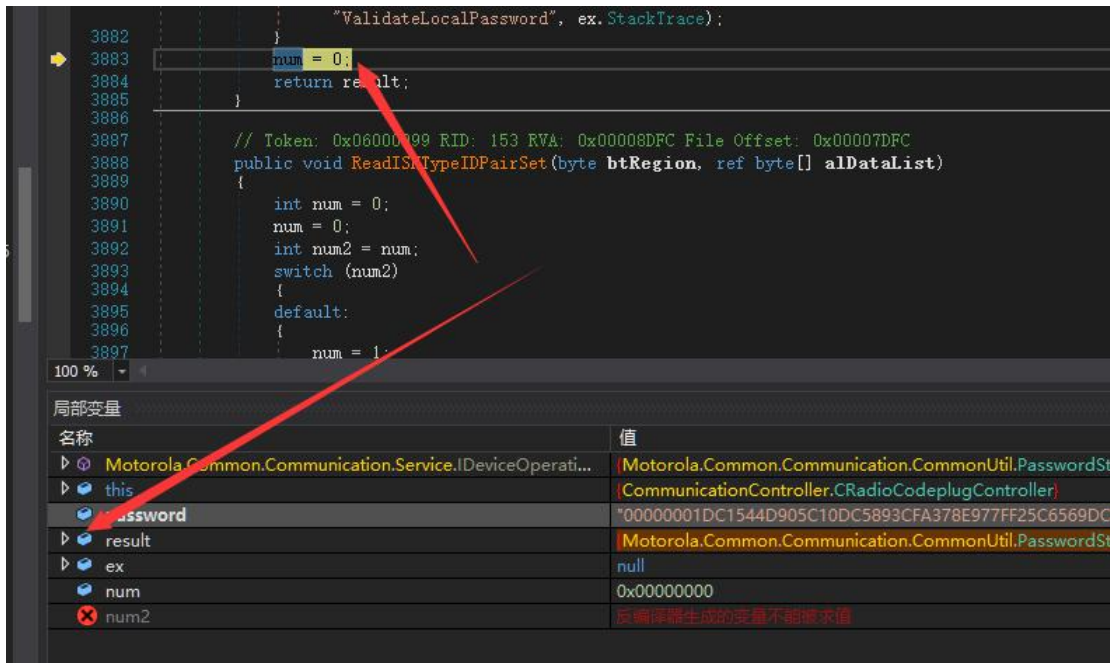 "ValidateLocalPassword", ex.StackTrace);
3882 }
3883 num = 0;
3884 return result;
3885 }
3886
3887 // Token: 0x06000099 RID: 153 RVA: 0x00008DFC File Offset: 0x00007DFC
3888 public void ReadISKTypeIDPairSet(byte btRegion, ref byte[] alDataList)
3889 {
3890 int num = 0;
3891 num = 0;
3892 int num2 = num;
3893 switch (num2)
3894 {
3895 default:
3896 {
3897 num = 1;
100 %
局部变量
名称 值
Motorola.Common.Communication.Service.IDeviceOperati... {Motorola.Common.Communication.CommonUtil.PasswordSt
this {CommunicationController.CRadioCodeplugController}
password "00000001DC1544D905C10DC5893CFA378E977FF25C6569DC
result {Motorola.Common.Communication.CommonUtil.PasswordSt
ex null
num 0x00000000
num2 反编译器生成的变量不能被求值